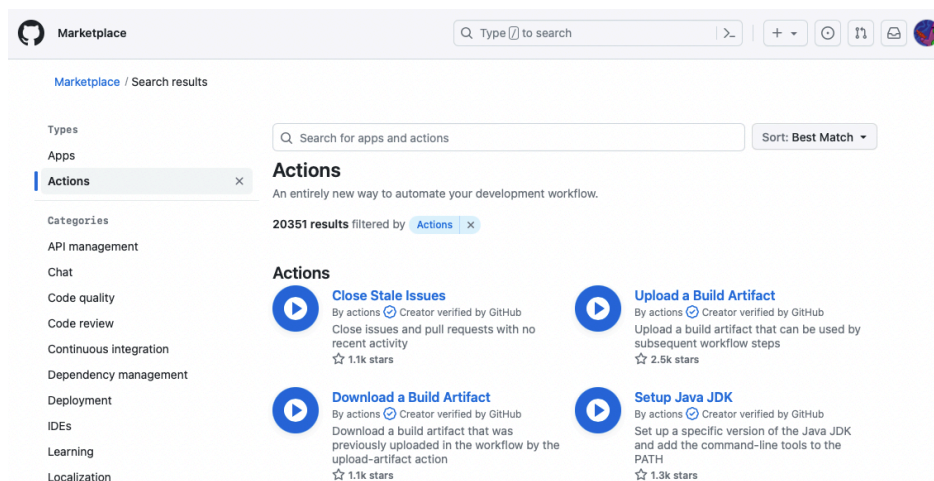 Marketplace
Type / to search
Marketplace / Search results
Types
Apps
Actions
Categories
API management
Chat
Code quality
Code review
Continuous integration
Dependency management
Deployment
IDEs
Learning
Localization
Search for apps and actions
Sort: Best Match
Actions
An entirely new way to automate your development workflow.
20351 results filtered by Actions
Actions
Close Stale Issues
By actions Creator verified by GitHub
Close issues and pull requests with no
recent activity
1.1k stars
Upload a Build Artifact
By actions Creator verified by GitHub
Upload a build artifact that can be used by
subsequent workflow steps
2.5k stars
Download a Build Artifact
By actions Creator verified by GitHub
Download a build artifact that was
previously uploaded in the workflow by the
upload-artifact action
1.1k stars
Setup Java JDK
By actions Creator verified by GitHub
Set up a specific version of the Java JDK
and add the command-line tools to the
PATH
1.3k stars